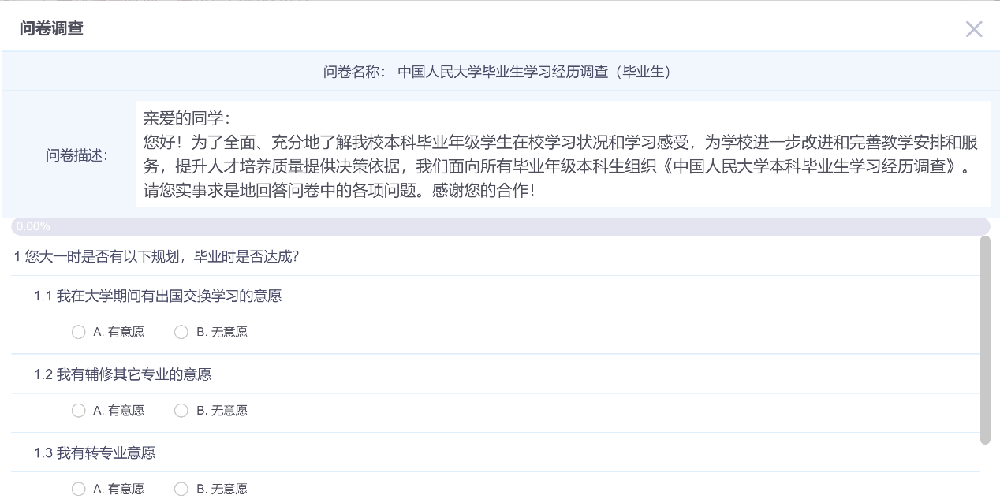 问卷调查
问卷名称： 中国人民大学毕业生学习经历调查（毕业生）
问卷描述：
亲爱的同学：
您好！为了全面、充分地了解我校本科毕业年级学生在校学习状况和学习感受，为学校进一步改进和完善教学安排和服
务，提升人才培养质量提供决策依据，我们面向所有毕业年级本科生组织《中国人民大学本科毕业生学习经历调查》。
请您实事求是地回答问卷中的各项问题。感谢您的合作！
0.00%
1 您大一时是否有以下规划，毕业时是否达成？
1.1 我在大学期间有出国交换学习的意愿
A. 有意愿 B. 无意愿
1.2 我有辅修其它专业的意愿
A. 有意愿 B. 无意愿
1.3 我有转专业意愿
A. 有意愿 B. 无意愿